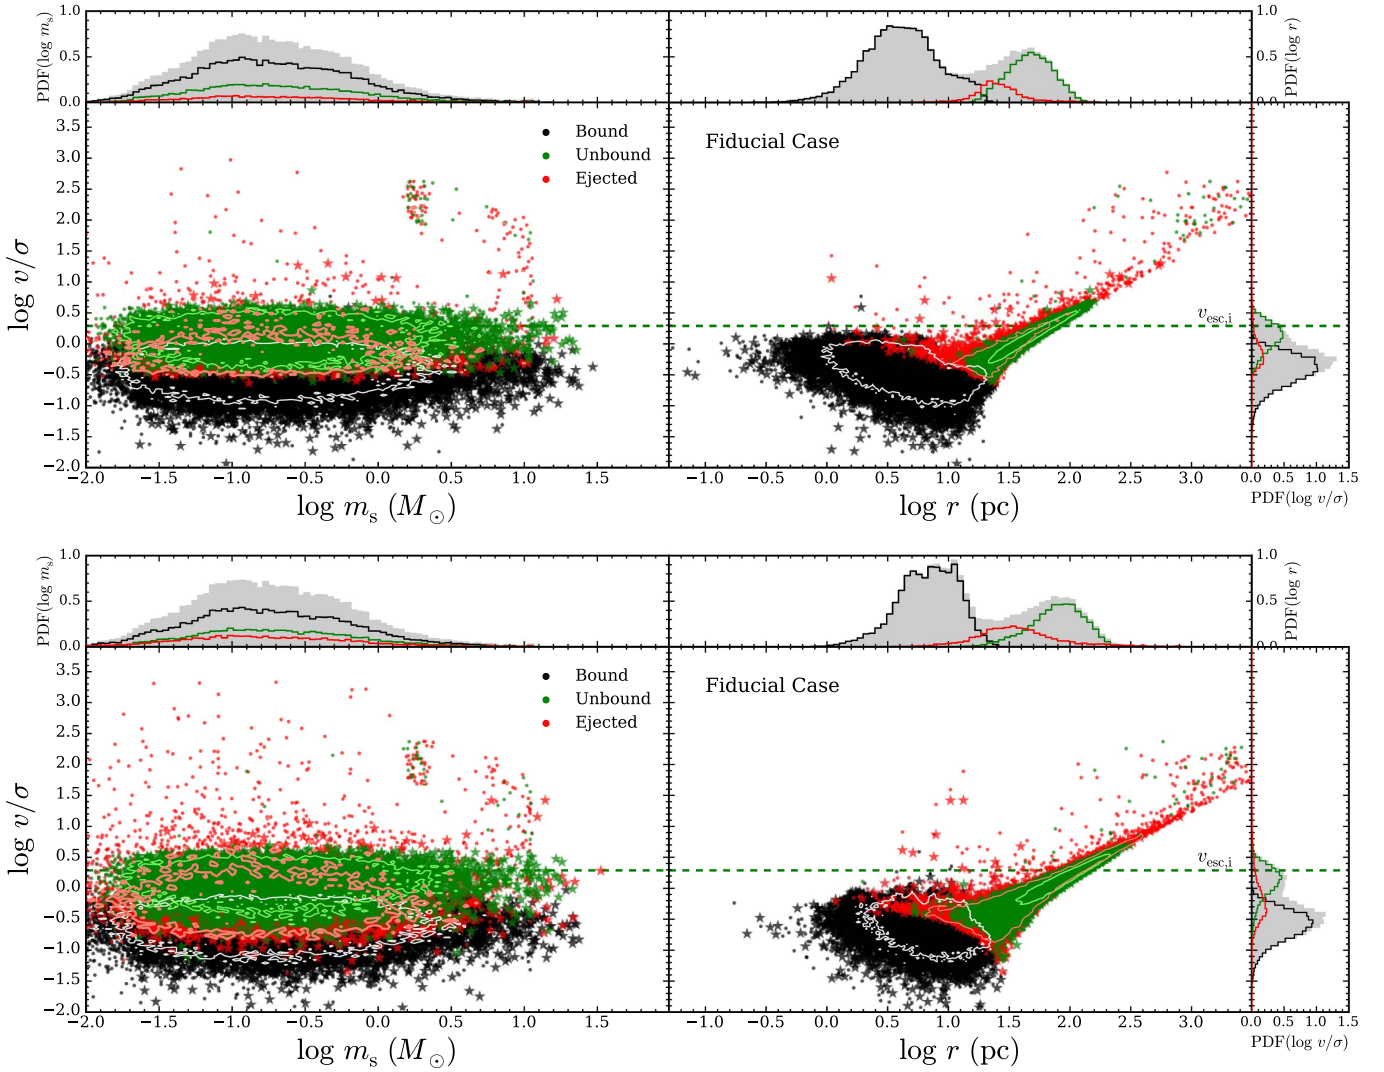 1.0
0.5
0.0
PDF(log m_s)
1.0
0.5
0.0
PDF(log r)
3.5
3.0
2.5
2.0
1.5
1.0
0.5
0.0
−0.5
−1.0
−1.5
−2.0
log v/σ
Bound
Unbound
Ejected
Fiducial Case
v_esc,i
−2.0 −1.5 −1.0 −0.5 0.0 0.5 1.0 1.5
log m_s (M_⊙)
−1.0 −0.5 0.0 0.5 1.0 1.5 2.0 2.5 3.0
log r (pc)
0.0 0.5 1.0 1.5
PDF(log v/σ)
1.0
0.5
0.0
PDF(log m_s)
1.0
0.5
0.0
PDF(log r)
3.5
3.0
2.5
2.0
1.5
1.0
0.5
0.0
−0.5
−1.0
−1.5
−2.0
log v/σ
Bound
Unbound
Ejected
Fiducial Case
v_esc,i
−2.0 −1.5 −1.0 −0.5 0.0 0.5 1.0 1.5
log m_s (M_⊙)
−1.0 −0.5 0.0 0.5 1.0 1.5 2.0 2.5 3.0
log r (pc)
0.0 0.5 1.0 1.5
PDF(log v/σ)